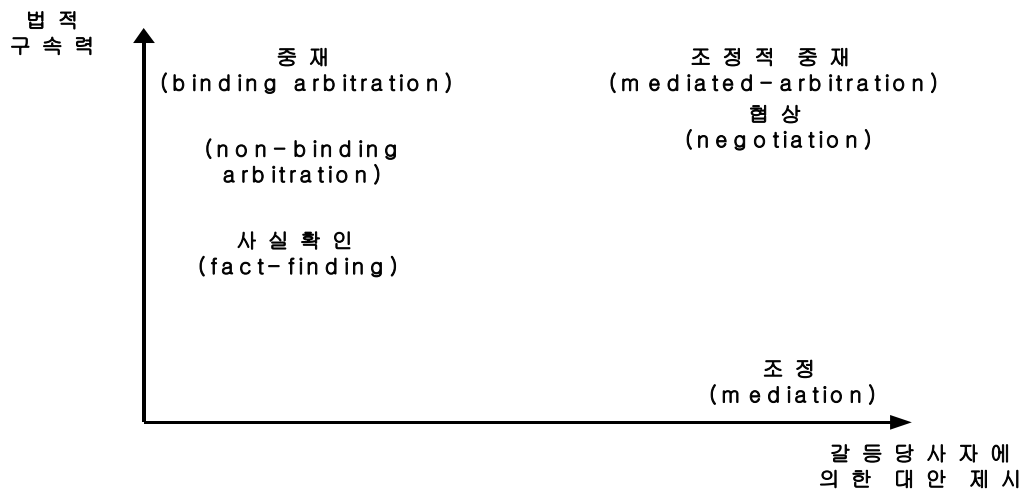 법적
구속력
중재
(binding arbitration)
조정적 중재
(mediated-arbitration)
협상
(negotiation)
(non-binding
arbitration)
사실확인
(fact-finding)
조정
(mediation)
갈등당사자에
의한 대안 제시